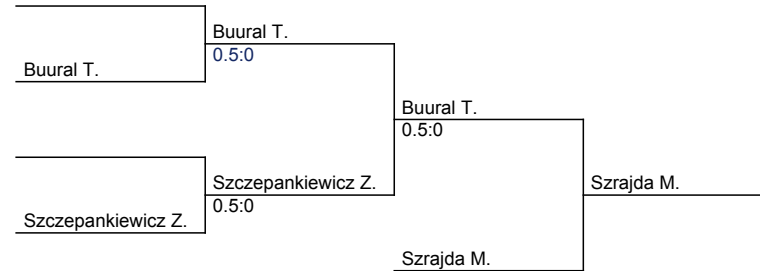 Buural T.
0.5:0
Buural T.
Buural T.
0.5:0
Szczepankiewicz Z.
0.5:0
Szrajda M.
Szczepankiewicz Z.
Szrajda M.